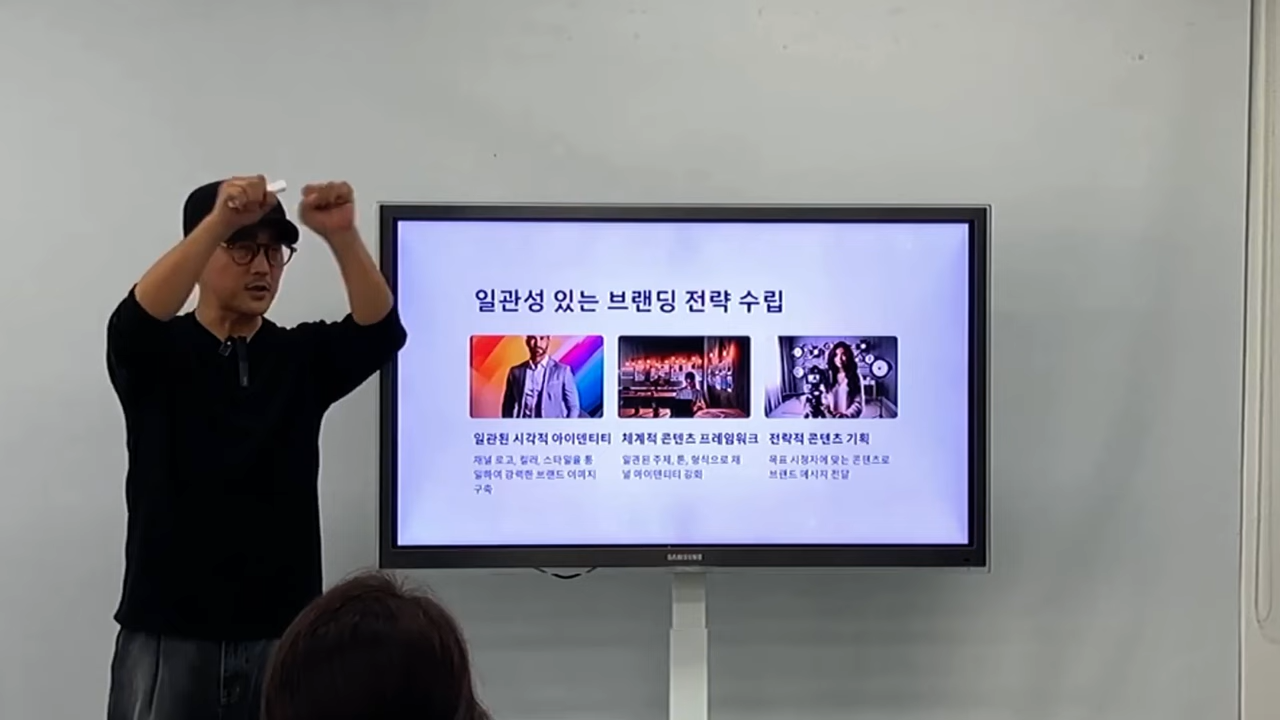 일관성 있는 브랜딩 전략 수립
일관된 시각적 아이덴티티
체계적 콘텐츠 프레임워크
전략적 콘텐츠 기획
채널 로고, 컬러, 스타일을 통
일하여 강력한 브랜드 이미지
구축
일관된 주제, 톤, 형식으로 채
널 아이덴티티 강화
목표 시청자에 맞는 콘텐츠로
브랜드 메시지 전달
SAMSUNG